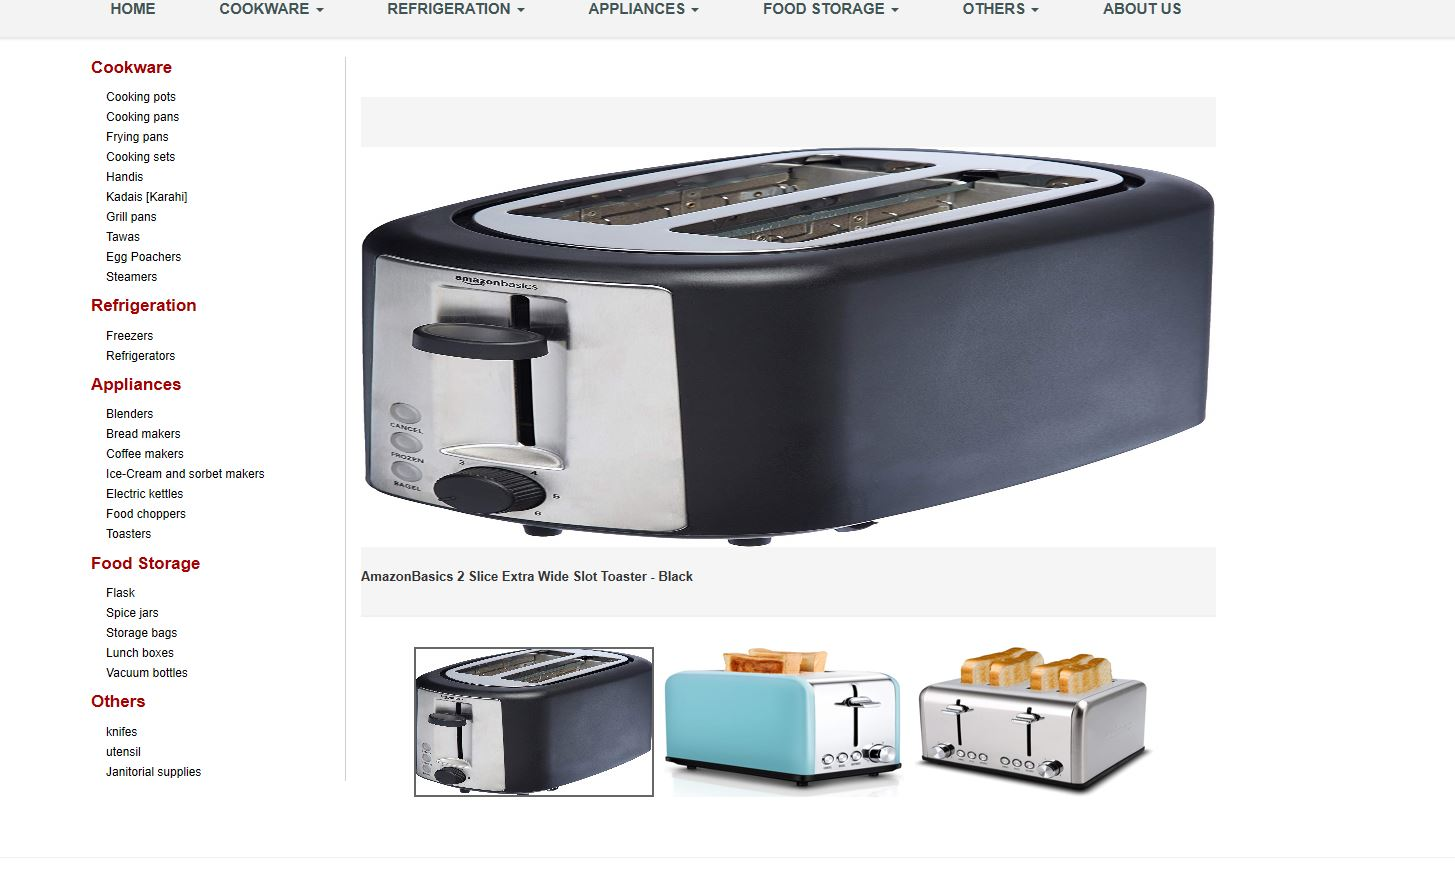 HOME
COOKWARE
REFRIGERATION
APPLIANCES
FOOD STORAGE
OTHERS
ABOUT US
Cookware
Cooking pots
Cooking pans
Frying pans
Cooking sets
Handis
Kadais [Karahi]
Grill pans
Tawas
Egg Poachers
Steamers
Refrigeration
Freezers
Refrigerators
Appliances
Blenders
Bread makers
Coffee makers
Ice-Cream and sorbet makers
Electric kettles
Food choppers
Toasters
Food Storage
Flask
Spice jars
Storage bags
Lunch boxes
Vacuum bottles
Others
knifes
utensil
Janitorial supplies
amazonbasics
CANCEL
FROZEN
BAGEL
3
4
5
6
AmazonBasics 2 Slice Extra Wide Slot Toaster - Black